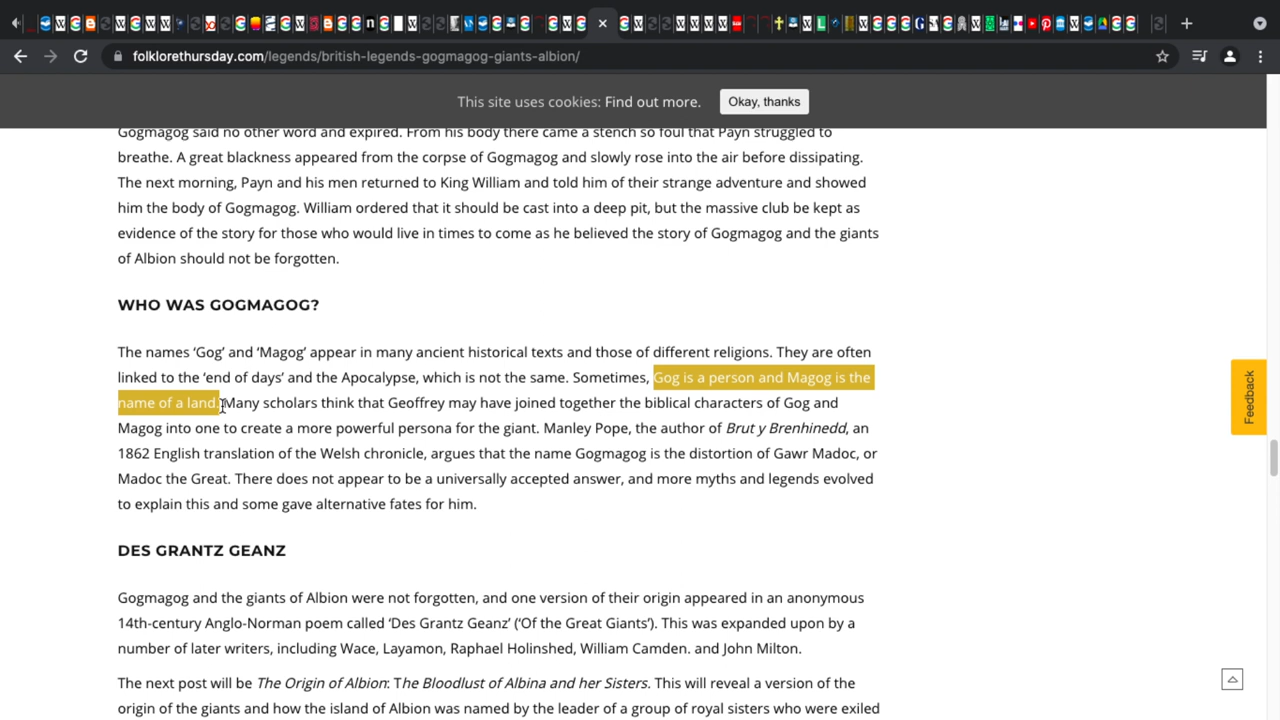 folklorethursday.com/legends/british-legends-gogmagog-giants-albion/
This site uses cookies: Find out more. Okay, thanks
Gogmagog said no other word and expired. From his body there came a stench so foul that Payn struggled to
breathe. A great blackness appeared from the corpse of Gogmagog and slowly rose into the air before dissipating.
The next morning, Payn and his men returned to King William and told him of their strange adventure and showed
him the body of Gogmagog. William ordered that it should be cast into a deep pit, but the massive club be kept as
evidence of the story for those who would live in times to come as he believed the story of Gogmagog and the giants
of Albion should not be forgotten.
WHO WAS GOGMAGOG?
The names ‘Gog’ and ‘Magog’ appear in many ancient historical texts and those of different religions. They are often
linked to the ‘end of days’ and the Apocalypse, which is not the same. Sometimes, Gog is a person and Magog is the
name of a land. Many scholars think that Geoffrey may have joined together the biblical characters of Gog and
Magog into one to create a more powerful persona for the giant. Manley Pope, the author of Brut y Brenhinedd, an
1862 English translation of the Welsh chronicle, argues that the name Gogmagog is the distortion of Gawr Madoc, or
Madoc the Great. There does not appear to be a universally accepted answer, and more myths and legends evolved
to explain this and some gave alternative fates for him.
DES GRANTZ GEANZ
Gogmagog and the giants of Albion were not forgotten, and one version of their origin appeared in an anonymous
14th-century Anglo-Norman poem called ‘Des Grantz Geanz’ (‘Of the Great Giants’). This was expanded upon by a
number of later writers, including Wace, Layamon, Raphael Holinshed, William Camden. and John Milton.
The next post will be The Origin of Albion: The Bloodlust of Albina and her Sisters. This will reveal a version of the
origin of the giants and how the island of Albion was named by the leader of a group of royal sisters who were exiled
Feedback